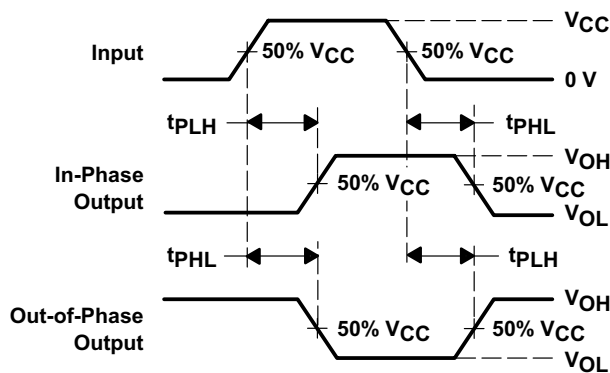 VCC
Input
50% VCC
50% VCC
0 V
tPLH
tPHL
In-Phase
Output
VOH
50% VCC
50% VCC
VOL
tPHL
tPLH
Out-of-Phase
Output
VOH
50% VCC
50% VCC
VOL